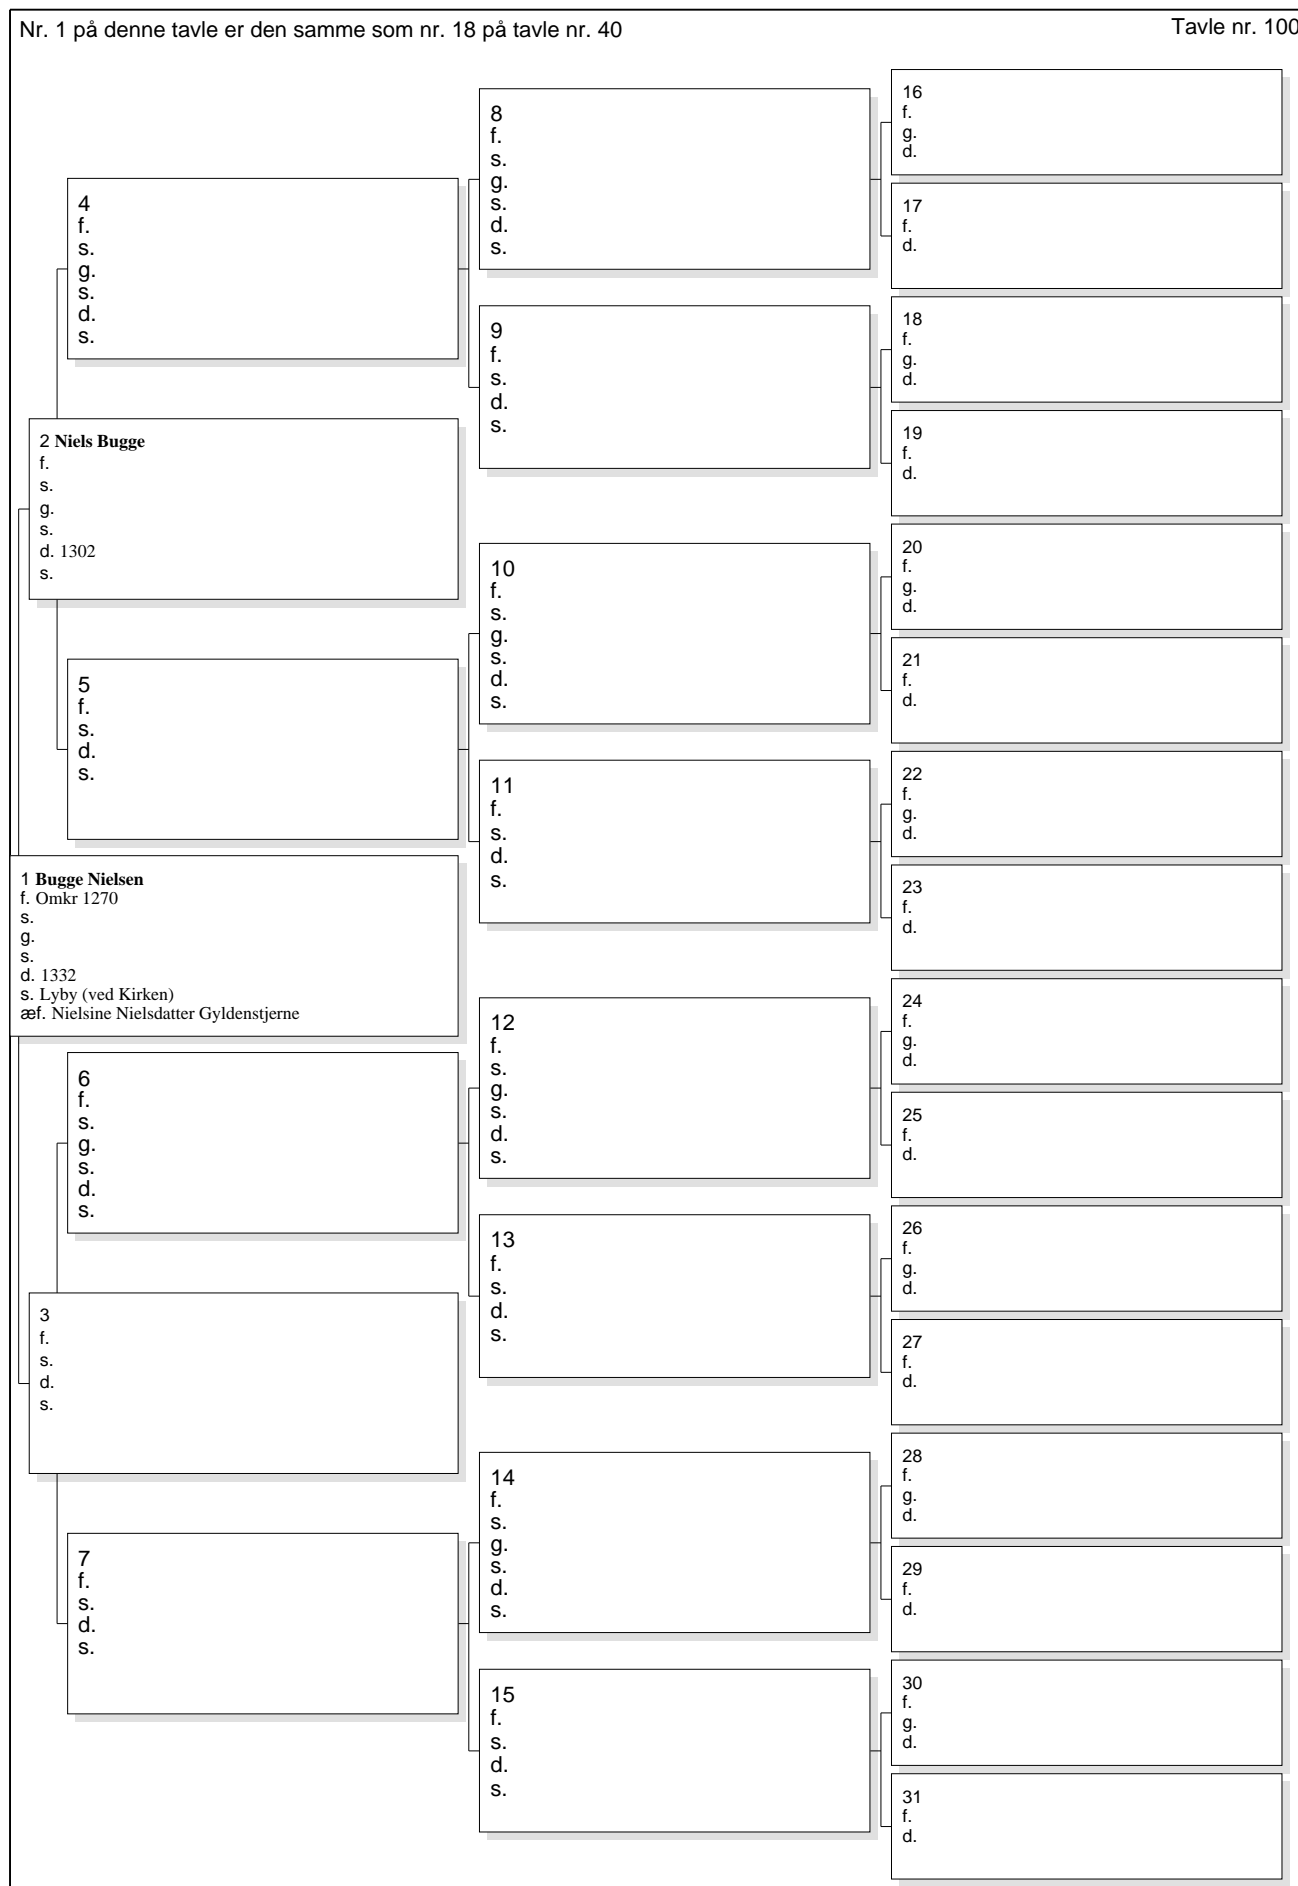 Nr. 1 på denne tavle er den samme som nr. 18 på tavle nr. 40
Tavle nr. 100
1 Bugge Nielsen
f. Omkr 1270
s.
g.
s.
d. 1332
s. Lyby (ved Kirken)
æf. Nielsine Nielsdatter Gyldenstjerne
2 Niels Bugge
f.
s.
g.
s.
d. 1302
s.
3
f.
s.
d.
s.
4
f.
s.
g.
s.
d.
s.
5
f.
s.
d.
s.
6
f.
s.
g.
s.
d.
s.
7
f.
s.
d.
s.
8
f.
s.
g.
s.
d.
s.
9
f.
s.
d.
s.
10
f.
s.
g.
s.
d.
s.
11
f.
s.
d.
s.
12
f.
s.
g.
s.
d.
s.
13
f.
s.
d.
s.
14
f.
s.
g.
s.
d.
s.
15
f.
s.
d.
s.
16
f.
g.
d.
17
f.
d.
18
f.
g.
d.
19
f.
d.
20
f.
g.
d.
21
f.
d.
22
f.
g.
d.
23
f.
d.
24
f.
g.
d.
25
f.
d.
26
f.
g.
d.
27
f.
d.
28
f.
g.
d.
29
f.
d.
30
f.
g.
d.
31
f.
d.